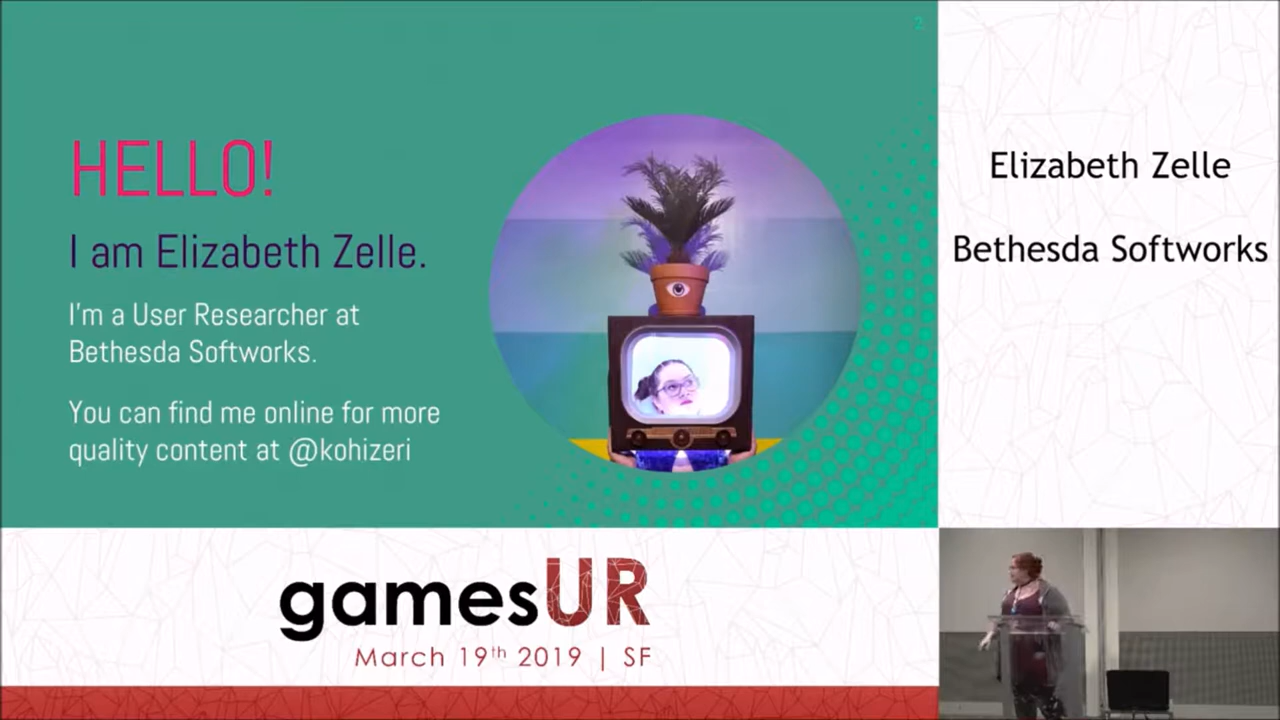 2
HELLO!
I am Elizabeth Zelle.
I'm a User Researcher at
Bethesda Softworks.
You can find me online for more
quality content at @kohizeri
Elizabeth Zelle
Bethesda Softworks
gamesUR
March 19th 2019 | SF